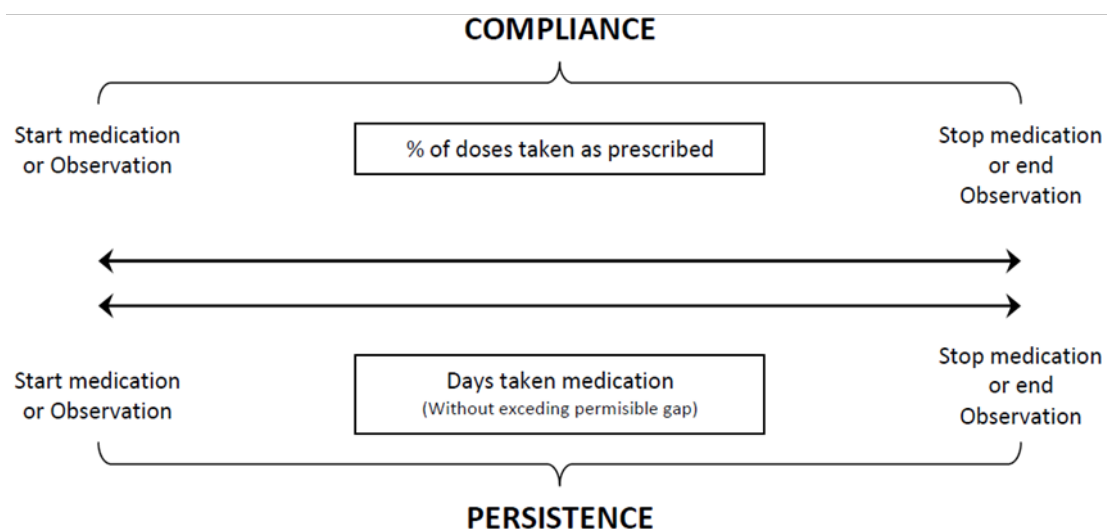 COMPLIANCE
Start medication
or Observation
% of doses taken as prescribed
Stop medication
or end
Observation
Start medication
or Observation
Days taken medication
(Without exceding permisible gap)
Stop medication
or end
Observation
PERSISTENCE